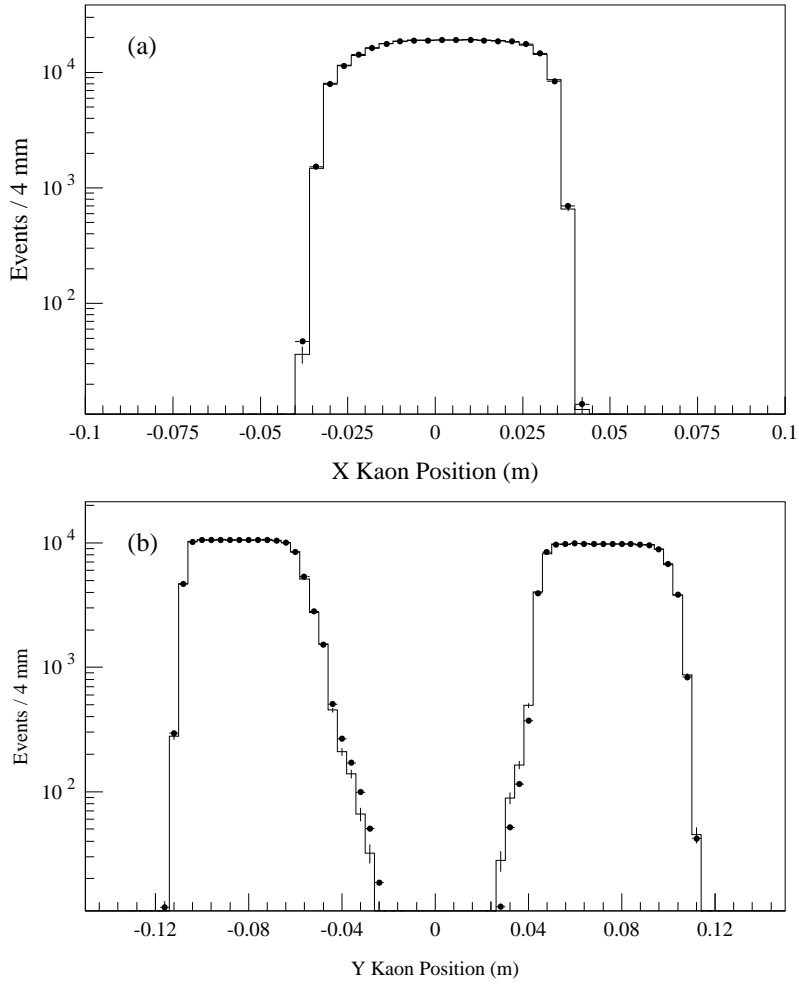 (a)
Events / 4 mm
10^4
10^3
10^2
-0.1 -0.075 -0.05 -0.025 0 0.025 0.05 0.075 0.1
X Kaon Position (m)
(b)
Events / 4 mm
10^4
10^3
10^2
-0.12 -0.08 -0.04 0 0.04 0.08 0.12
Y Kaon Position (m)